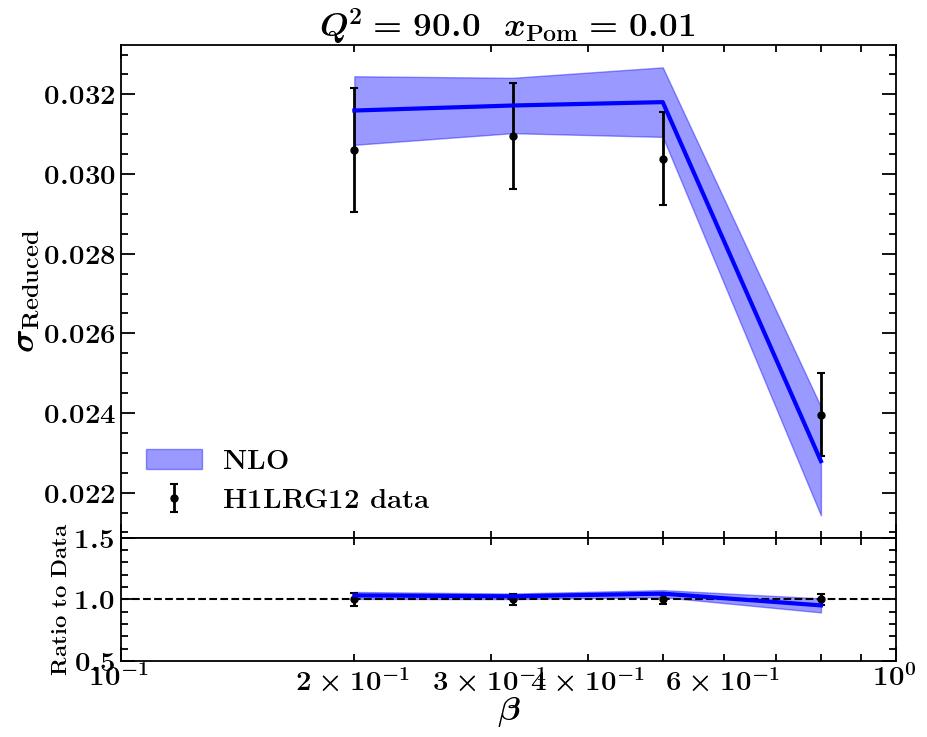 Q² = 90.0 x_Pom = 0.01
σ_Reduced
0.032
0.030
0.028
0.026
0.024
0.022
NLO
H1LRG12 data
Ratio to Data
1.5
1.0
0.5
10⁻¹
2 × 10⁻¹
3 × 10⁻¹
4 × 10⁻¹
6 × 10⁻¹
10⁰
β